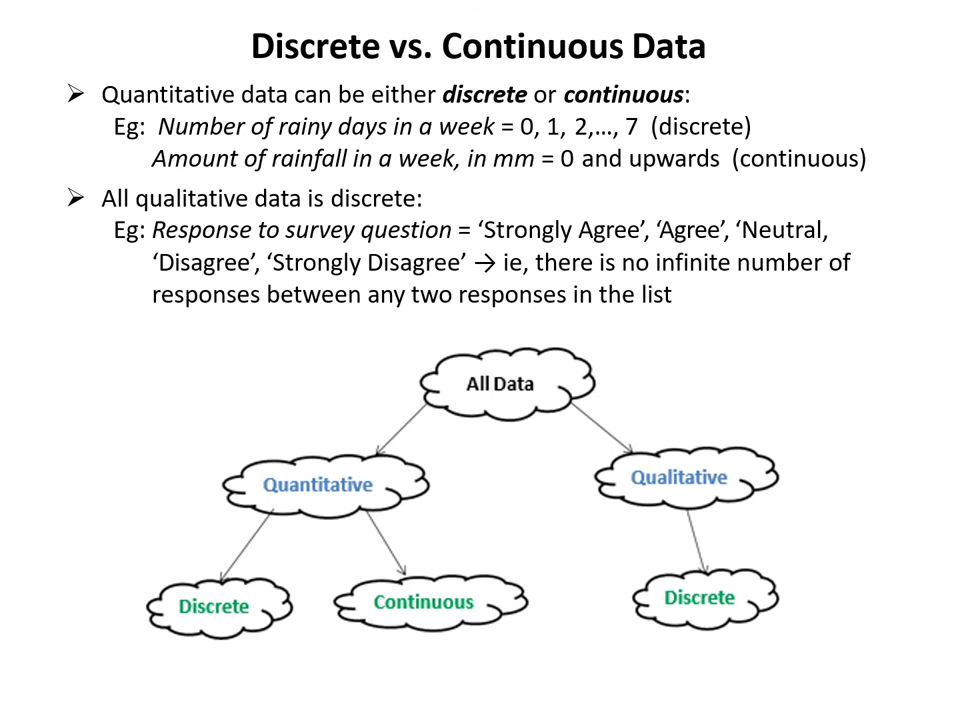 Discrete vs. Continuous Data
➢ Quantitative data can be either discrete or continuous:
Eg: Number of rainy days in a week = 0, 1, 2,…, 7 (discrete)
Amount of rainfall in a week, in mm = 0 and upwards (continuous)
➢ All qualitative data is discrete:
Eg: Response to survey question = ‘Strongly Agree’, ‘Agree’, ‘Neutral,
‘Disagree’, ‘Strongly Disagree’ → ie, there is no infinite number of
responses between any two responses in the list
All Data
Quantitative
Qualitative
Discrete
Continuous
Discrete